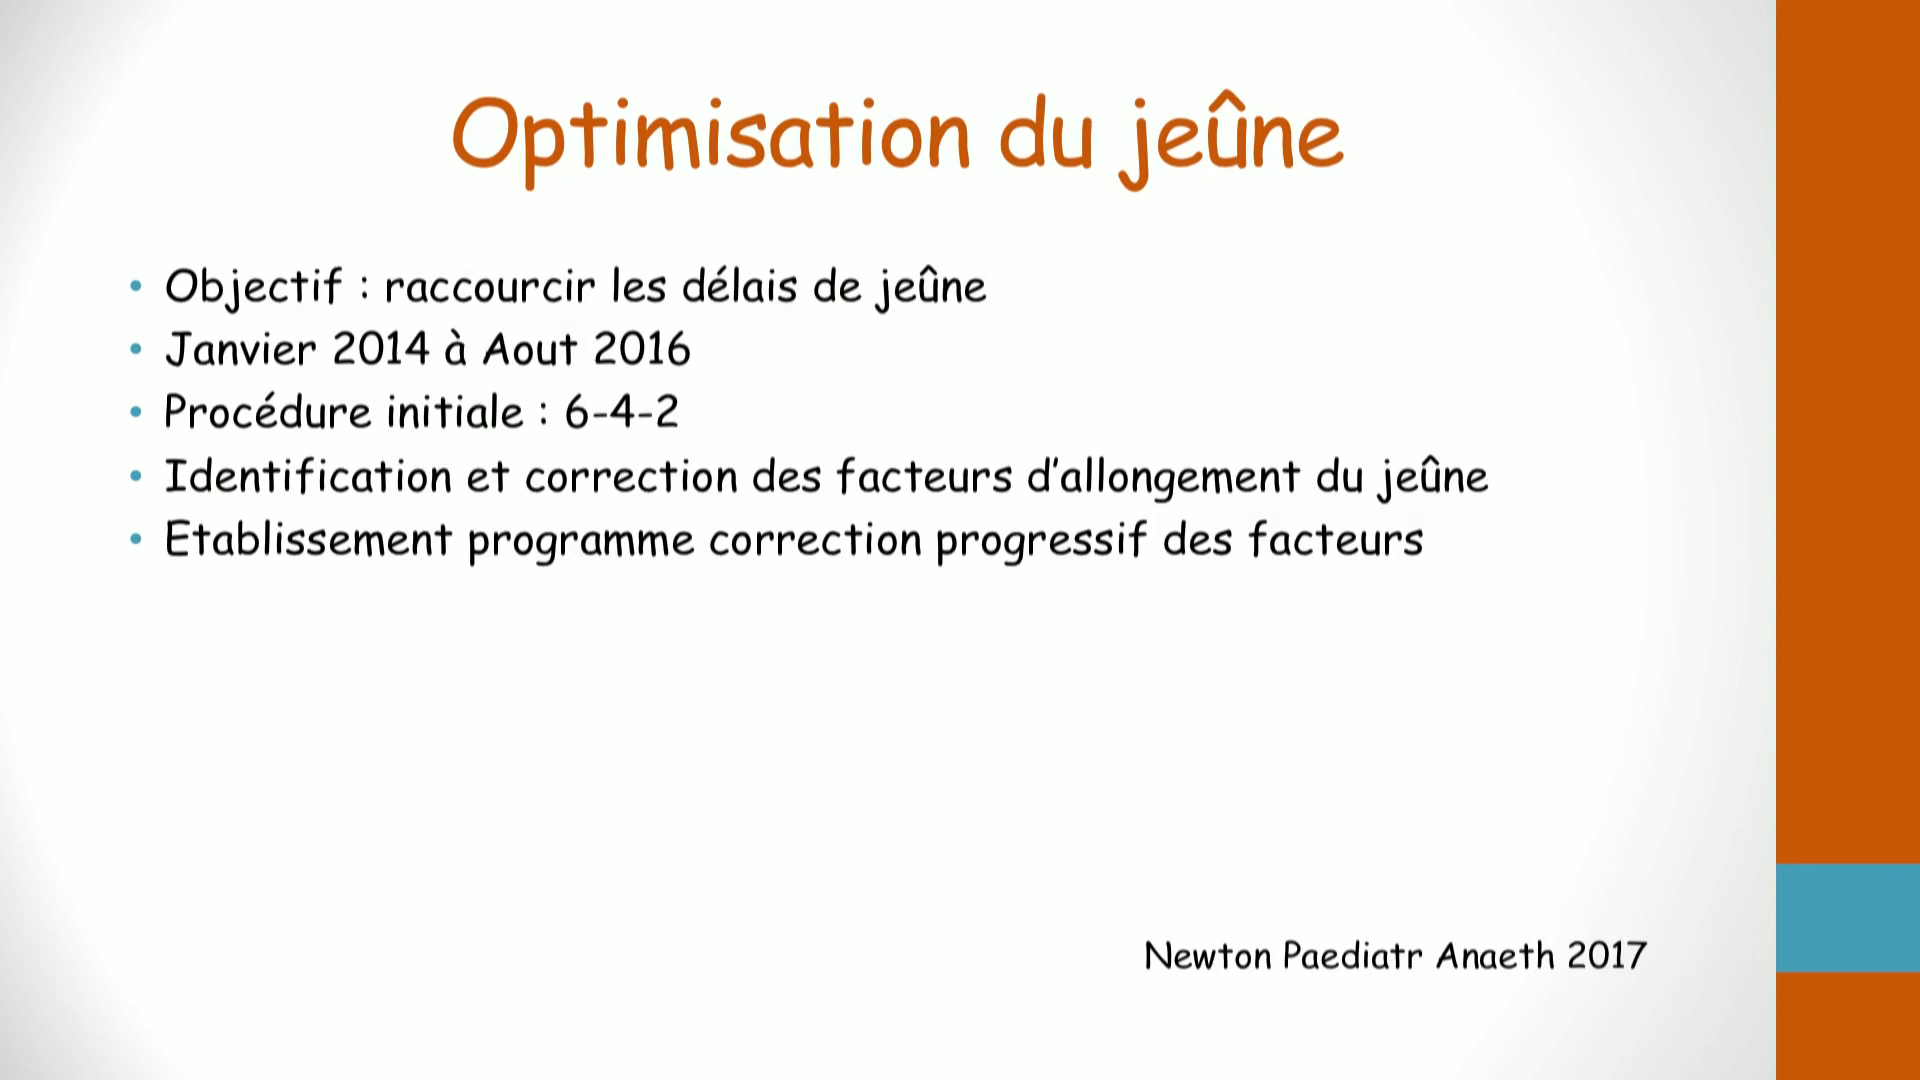 Optimisation du jeûne
• Objectif : raccourcir les délais de jeûne
• Janvier 2014 à Aout 2016
• Procédure initiale : 6-4-2
• Identification et correction des facteurs d'allongement du jeûne
• Etablissement programme correction progressif des facteurs
Newton Paediatr Anaeth 2017